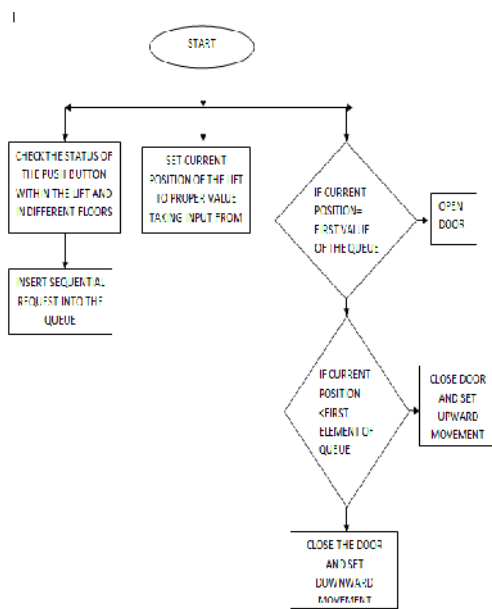 I
START
CHECK THE STATUS OF
THE PUSH BUTTON
WITHIN THE LIFT AND
IN DIFFERENT FLOORS
INSERT SEQUENTIAL
REQUEST INTO THE
QUEUE
SET CURRENT
POSITION OF THE LIFT
TO PROPER VALUE
TAKING INPUT FROM
IF CURRENT
POSITION=
FIRST VALUE
OF THE QUEUE
OPEN
DOOR
IF CURRENT
POSITION
<FIRST
ELEMENT OF
QUEUE
CLOSE DOOR
AND SET
UPWARD
MOVEMENT
CLOSE THE DOOR
AND SET
DOWNWARD
MOVEMENT